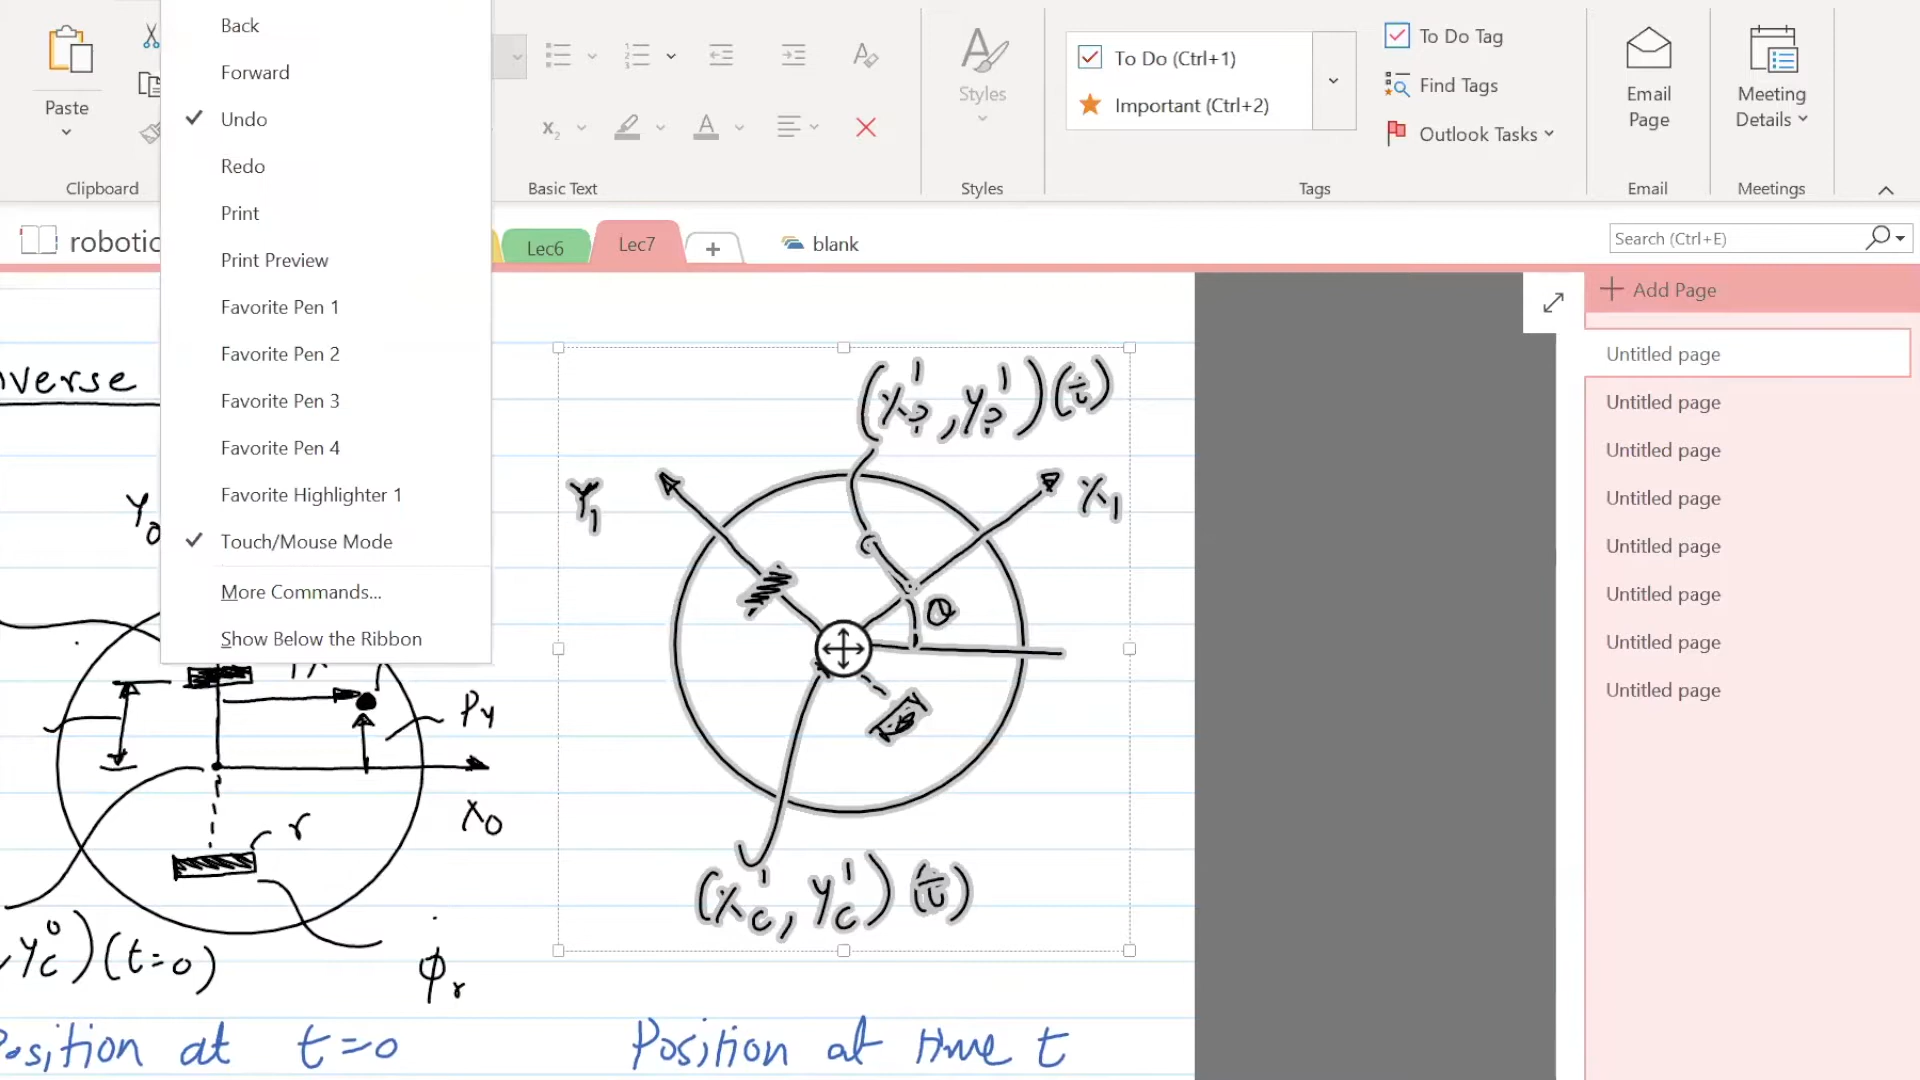 Back
Forward
Undo
Redo
Print
Print Preview
Favorite Pen 1
Favorite Pen 2
Favorite Pen 3
Favorite Pen 4
Favorite Highlighter 1
Touch/Mouse Mode
More Commands...
Show Below the Ribbon
Paste
Clipboard
Basic Text
Styles
Styles
To Do (Ctrl+1)
Important (Ctrl+2)
To Do Tag
Find Tags
Outlook Tasks
Tags
Email
Page
Email
Meeting
Details
Meetings
Lec6
Lec7
blank
Search (Ctrl+E)
Add Page
Untitled page
Untitled page
Untitled page
Untitled page
Untitled page
Untitled page
Untitled page
Untitled page
Y₀
Py
X₀
r
(t=0)
φr
Position at t=0
(x'p, y'p)(t)
Y₁
X₁
θ
(x'c, y'c)(t)
Position at time t